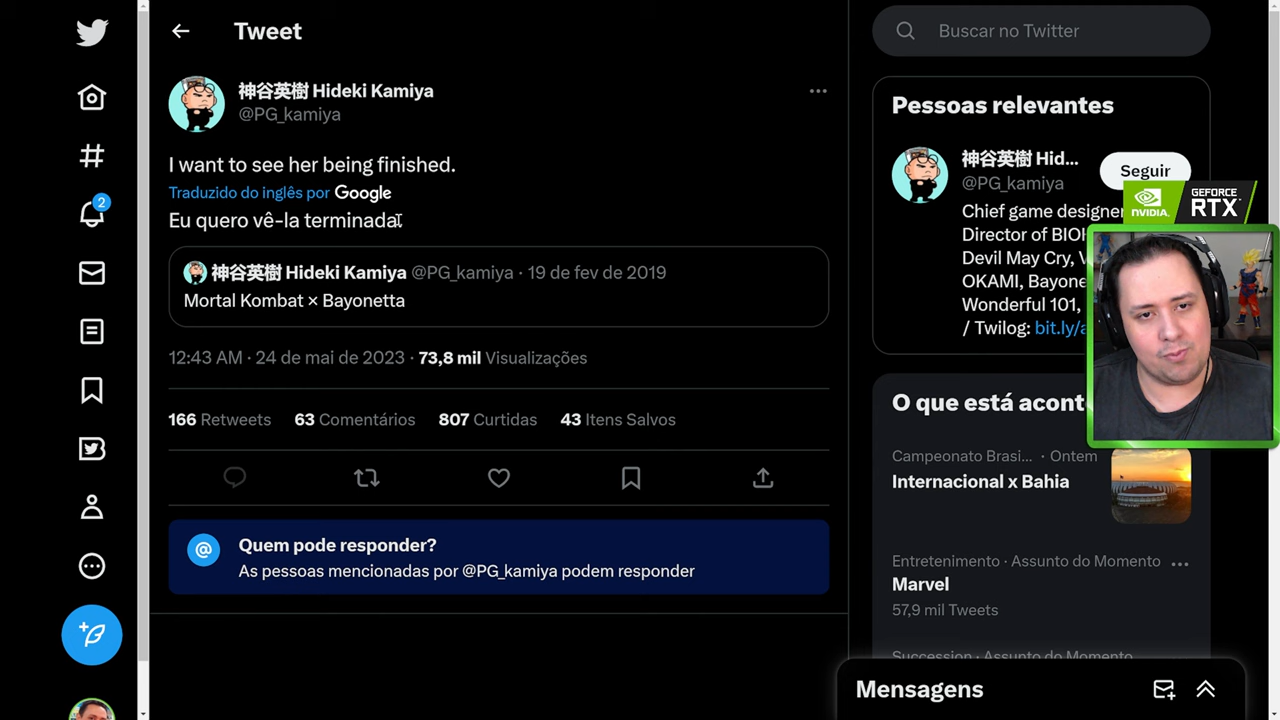 Tweet
神谷英樹 Hideki Kamiya
@PG_kamiya
I want to see her being finished.
Traduzido do inglês por Google
Eu quero vê-la terminada.
神谷英樹 Hideki Kamiya @PG_kamiya · 19 de fev de 2019
Mortal Kombat × Bayonetta
12:43 AM · 24 de mai de 2023 · 73,8 mil Visualizações
166 Retweets 63 Comentários 807 Curtidas 43 Itens Salvos
@ Quem pode responder?
As pessoas mencionadas por @PG_kamiya podem responder
2
Buscar no Twitter
Pessoas relevantes
神谷英樹 Hid...
@PG_kamiya
Seguir
Chief game designer
Director of
Devil May Cry,
OKAMI,
Wonderful 101,
/ Twilog:
NVIDIA.
GEFORCE
RTX
O que está
Campeonato Brasi... · Ontem
Internacional x Bahia
Entretenimento · Assunto do Momento
Marvel
57,9 mil Tweets
Succession · Assunto do Momento
Mensagens